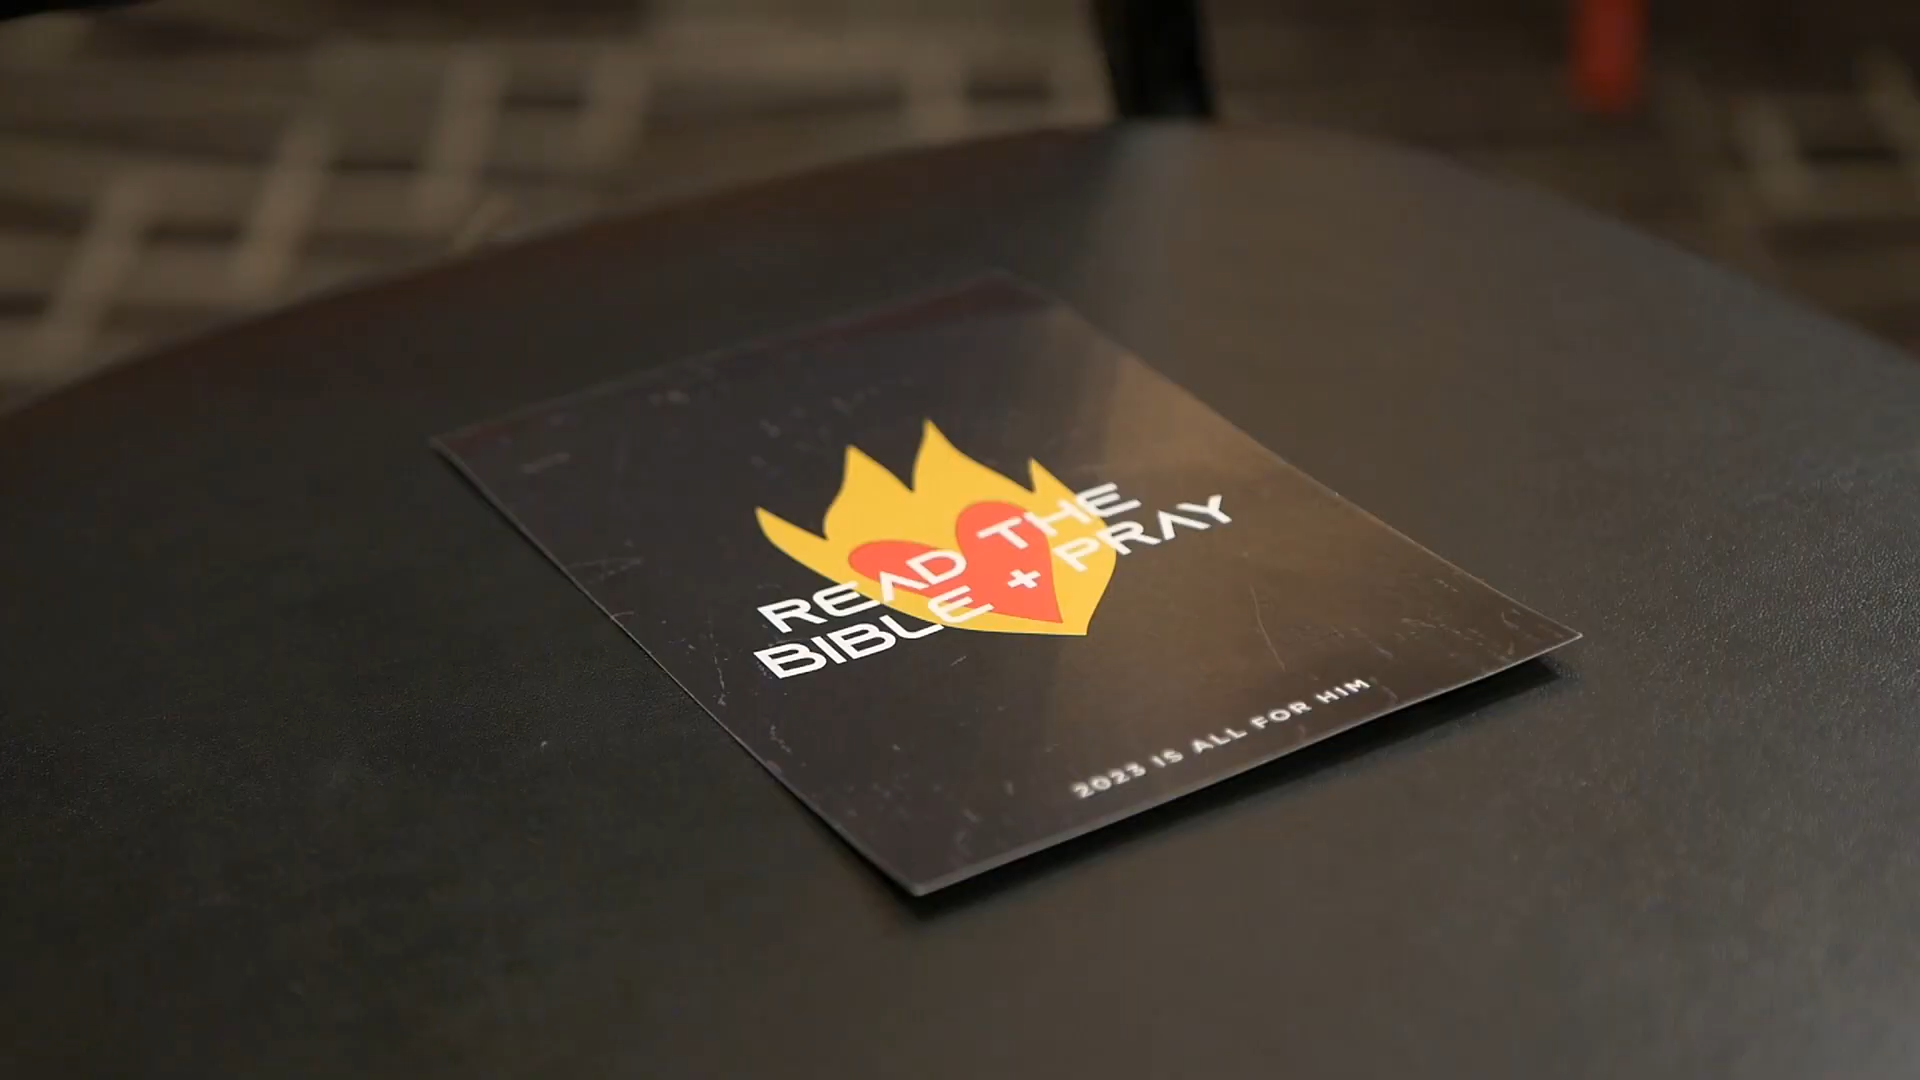 READ THE
BIBLE + PRAY
2023 IS ALL FOR HIM